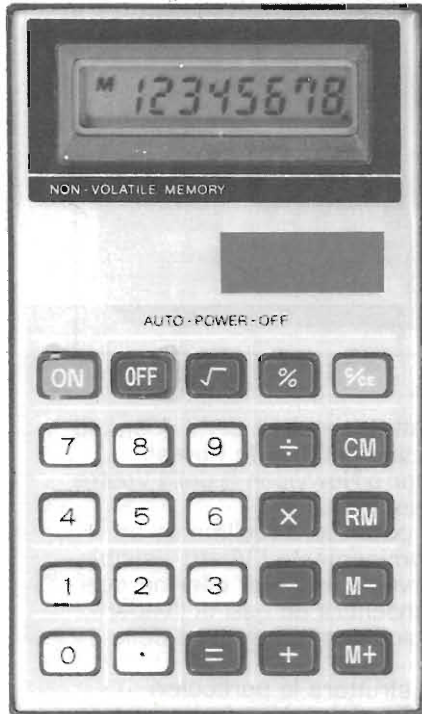 M 12345678
NON-VOLATILE MEMORY
AUTO-POWER-OFF
ON OFF √ % C/CE
7 8 9 ÷ CM
4 5 6 × RM
1 2 3 − M−
0 · = + M+